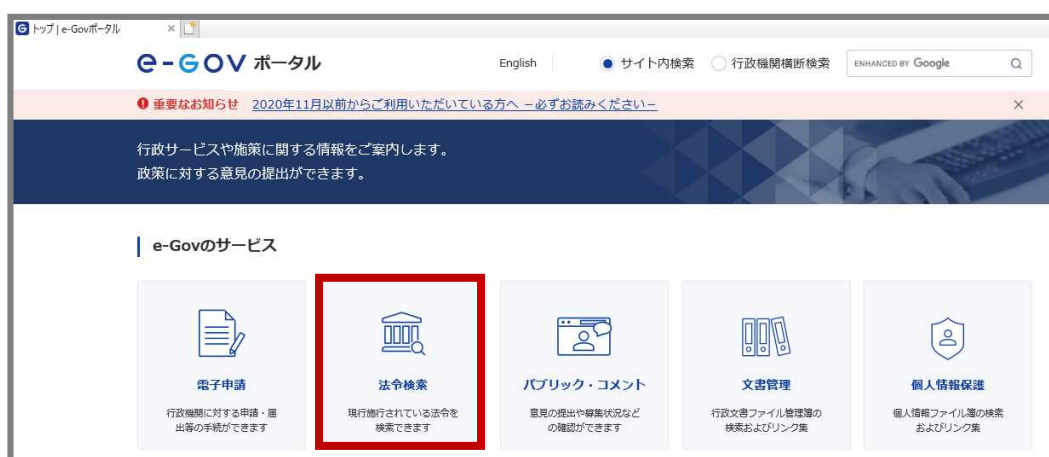 トップ | e-Govポータル
e-GOV ポータル
English
サイト内検索
行政機関横断検索
ENHANCED BY Google
重要なお知らせ 2020年11月以前からご利用いただいている方へ －必ずお読みください－
行政サービスや施策に関する情報をご案内します。
政策に対する意見の提出ができます。
e-Govのサービス
電子申請
行政機関に対する申請・届
出等の手続ができます
法令検索
現行施行されている法令を
検索できます
パブリック・コメント
意見の提出や募集状況など
の確認ができます
文書管理
行政文書ファイル管理簿の
検索およびリンク集
個人情報保護
個人情報ファイル簿の検索
およびリンク集